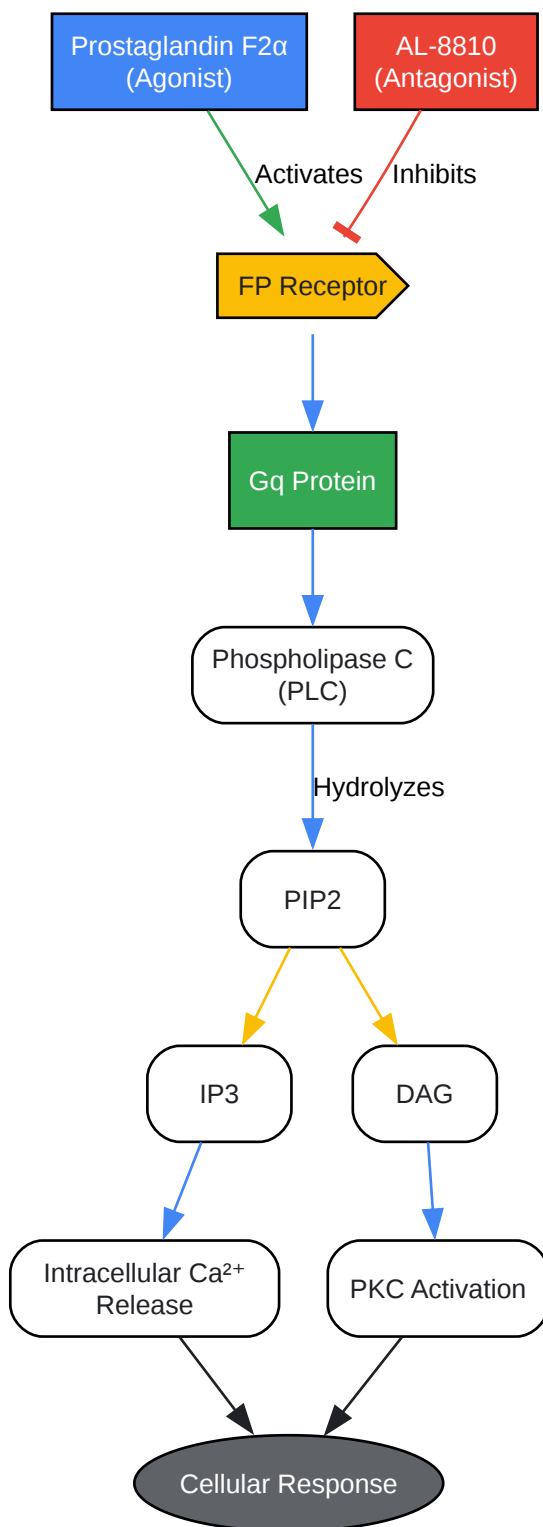 Prostaglandin F2α
(Agonist)
AL-8810
(Antagonist)
Activates
Inhibits
FP Receptor
Gq Protein
Phospholipase C
(PLC)
Hydrolyzes
PIP2
IP3
DAG
Intracellular Ca²⁺
Release
PKC Activation
Cellular Response